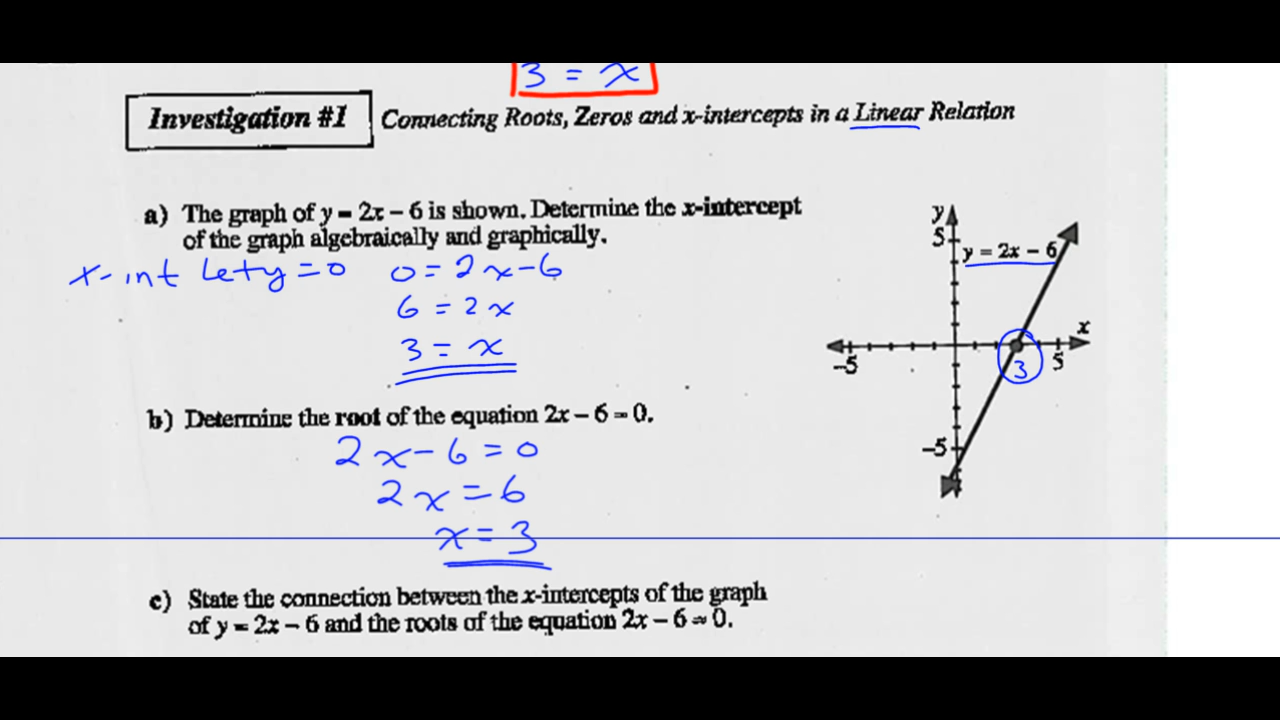 3 = x
Investigation #1 Connecting Roots, Zeros and x-intercepts in a Linear Relation
a) The graph of y = 2x – 6 is shown. Determine the x-intercept
of the graph algebraically and graphically.
x-int let y = 0 0 = 2x - 6
6 = 2x
3 = x
y
5
y = 2x – 6
x
-5
3
5
-5
b) Determine the root of the equation 2x – 6 = 0.
2x - 6 = 0
2x = 6
x = 3
c) State the connection between the x-intercepts of the graph
of y = 2x – 6 and the roots of the equation 2x – 6 = 0.